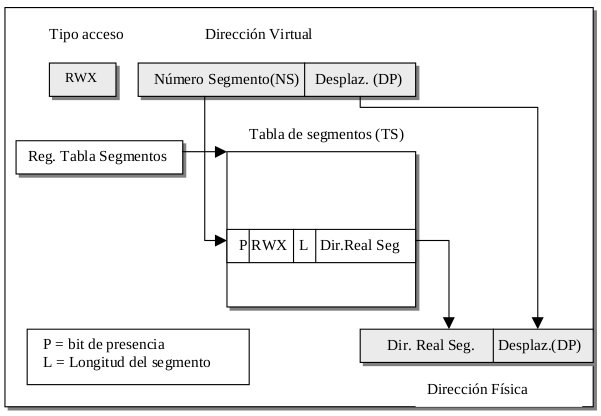 Tipo acceso
Dirección Virtual
RWX
Número Segmento(NS)
Desplaz. (DP)
Tabla de segmentos (TS)
Reg. Tabla Segmentos
P RWX L Dir.Real Seg
P = bit de presencia
L = Longitud del segmento
Dir. Real Seg.
Desplaz.(DP)
Dirección Física